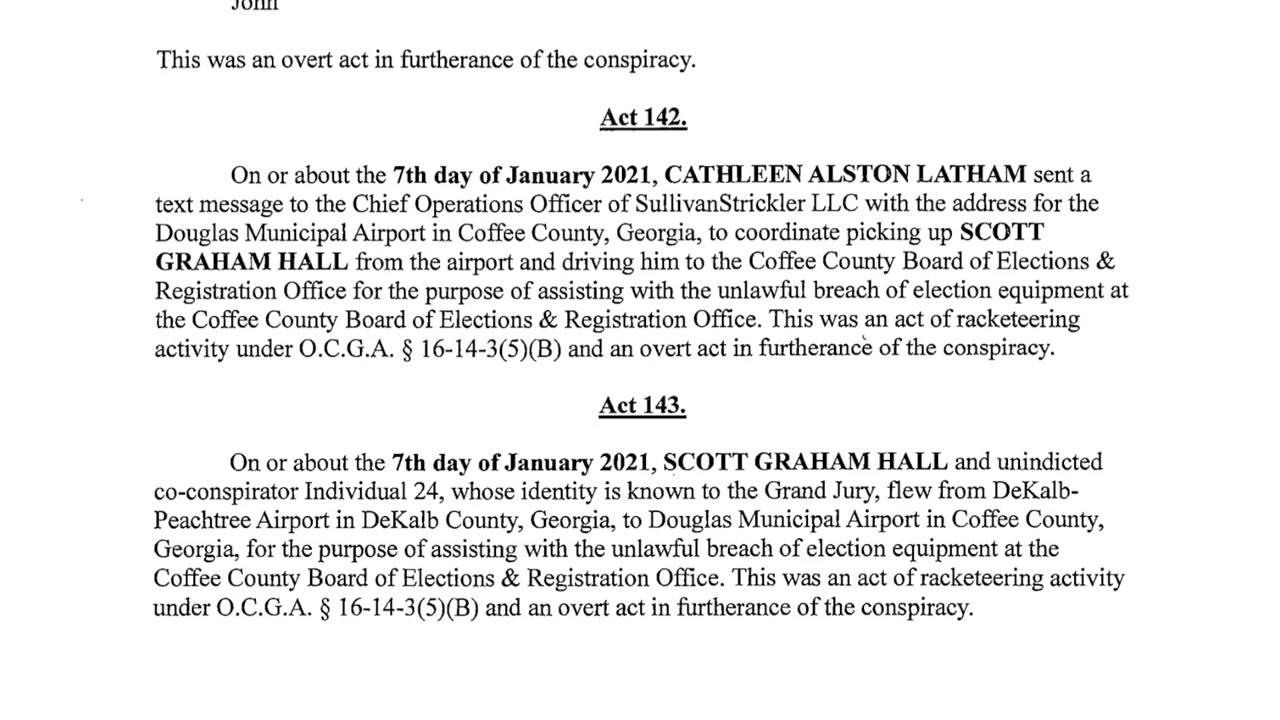 John
This was an overt act in furtherance of the conspiracy.
Act 142.
On or about the 7th day of January 2021, CATHLEEN ALSTON LATHAM sent a
text message to the Chief Operations Officer of SullivanStrickler LLC with the address for the
Douglas Municipal Airport in Coffee County, Georgia, to coordinate picking up SCOTT
GRAHAM HALL from the airport and driving him to the Coffee County Board of Elections &
Registration Office for the purpose of assisting with the unlawful breach of election equipment at
the Coffee County Board of Elections & Registration Office. This was an act of racketeering
activity under O.C.G.A. § 16-14-3(5)(B) and an overt act in furtherance of the conspiracy.
Act 143.
On or about the 7th day of January 2021, SCOTT GRAHAM HALL and unindicted
co-conspirator Individual 24, whose identity is known to the Grand Jury, flew from DeKalb-
Peachtree Airport in DeKalb County, Georgia, to Douglas Municipal Airport in Coffee County,
Georgia, for the purpose of assisting with the unlawful breach of election equipment at the
Coffee County Board of Elections & Registration Office. This was an act of racketeering activity
under O.C.G.A. § 16-14-3(5)(B) and an overt act in furtherance of the conspiracy.